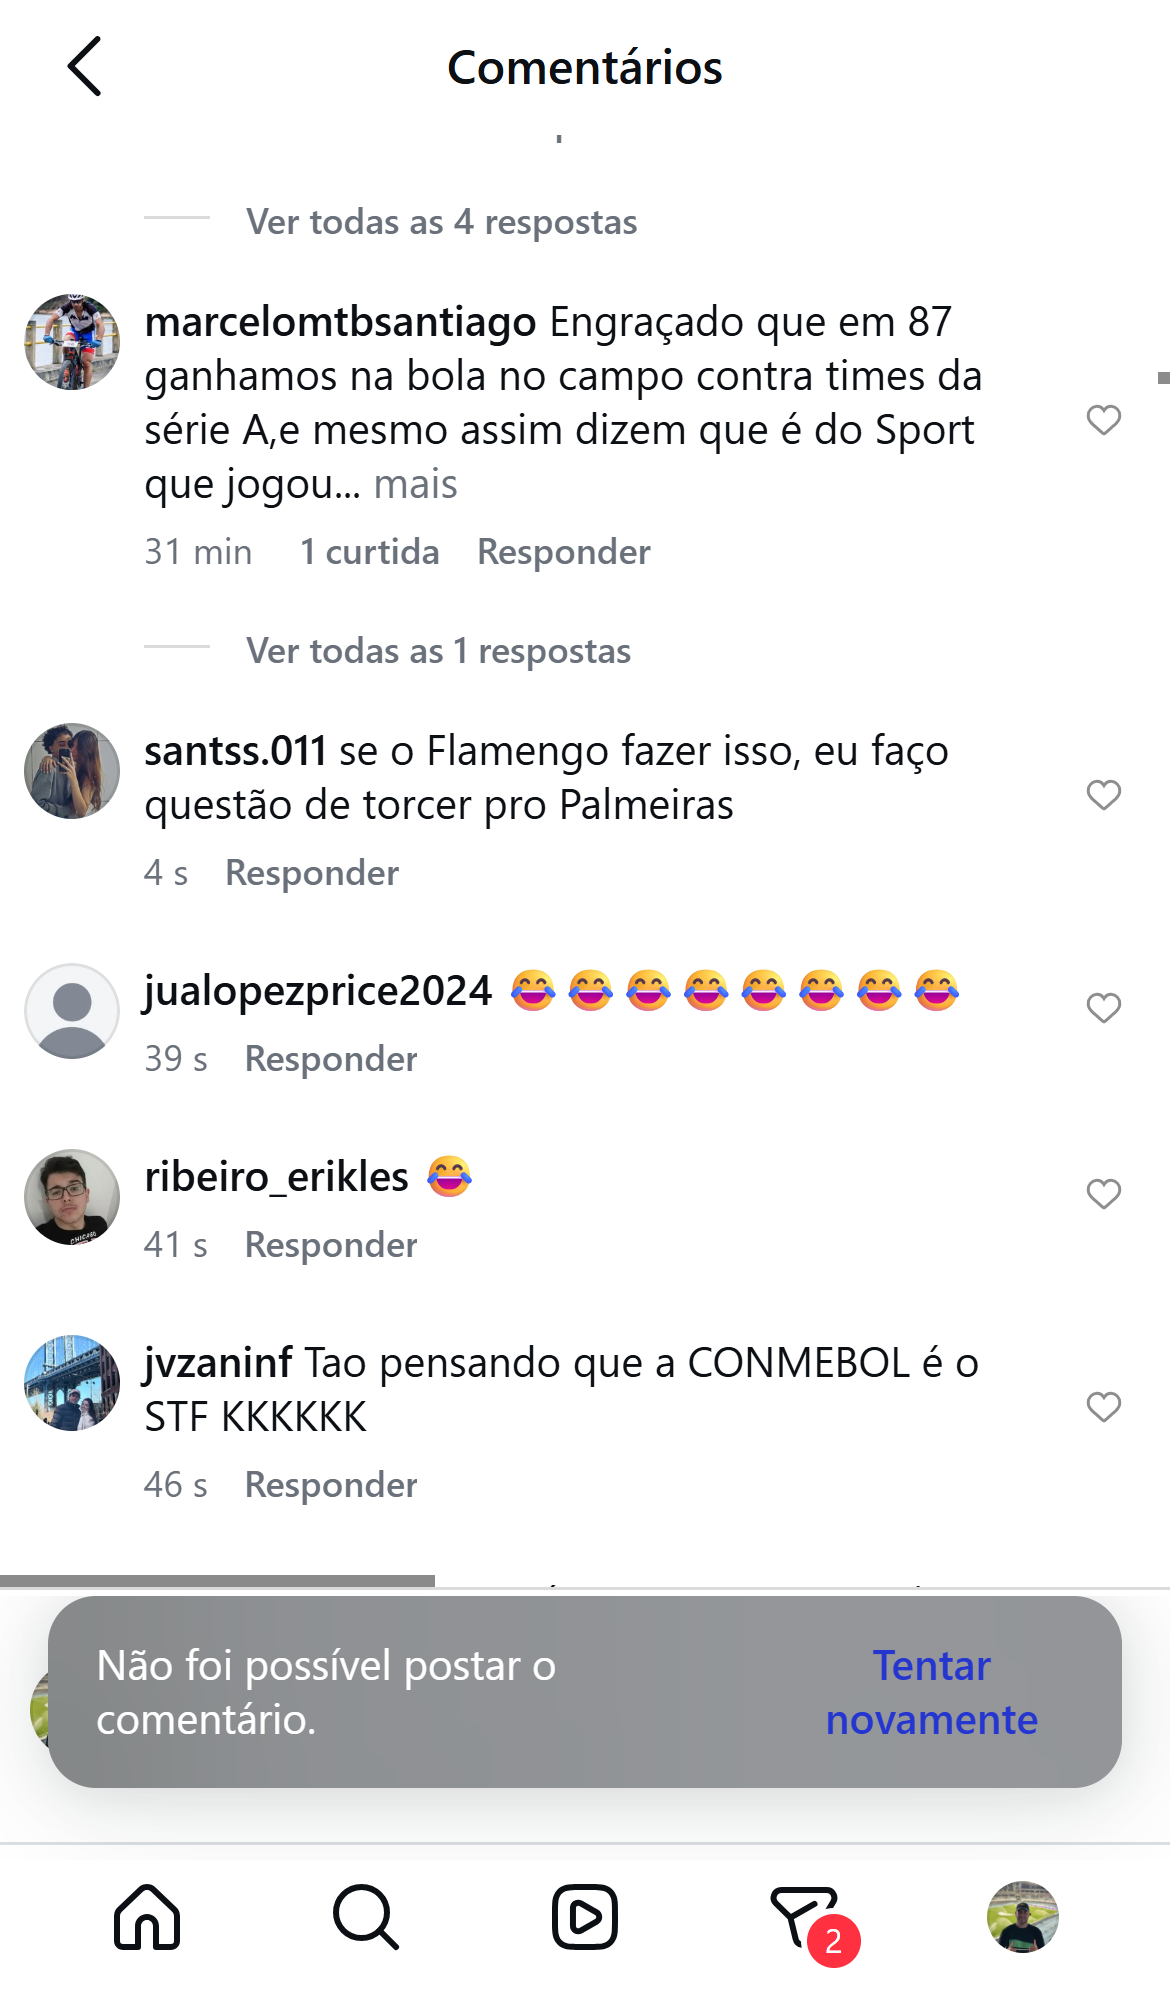 Comentários
Ver todas as 4 respostas
marcelomtbsantiago Engraçado que em 87
ganhamos na bola no campo contra times da
série A,e mesmo assim dizem que é do Sport
que jogou... mais
31 min 1 curtida Responder
Ver todas as 1 respostas
santss.011 se o Flamengo fazer isso, eu faço
questão de torcer pro Palmeiras
4 s Responder
jualopezprice2024 😂😂😂😂😂😂😂😂
39 s Responder
ribeiro_erikles 😂
41 s Responder
jvzaninf Tao pensando que a CONMEBOL é o
STF KKKKKK
46 s Responder
Não foi possível postar o
comentário.
Tentar
novamente
2